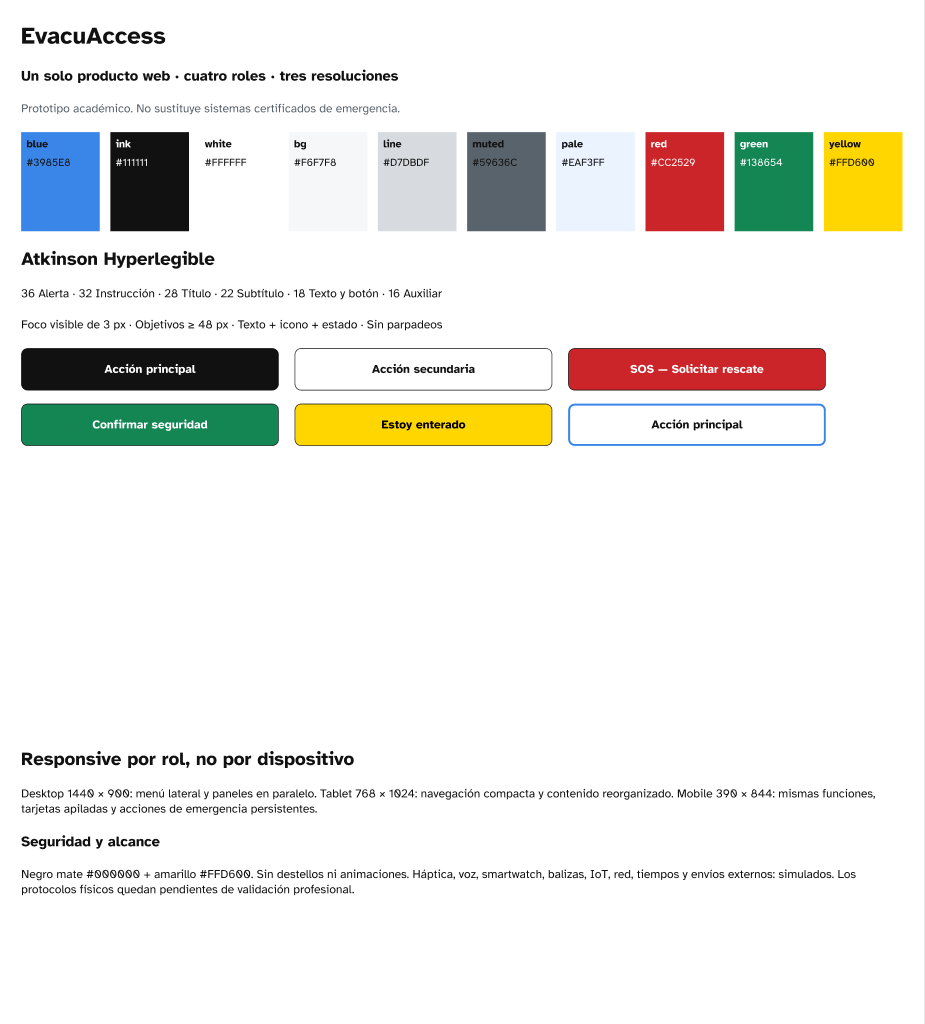 EvacuAccess
Un solo producto web · cuatro roles · tres resoluciones
Prototipo académico. No sustituye sistemas certificados de emergencia.
blue
#3985E8
ink
#111111
white
#FFFFFF
bg
#F6F7F8
line
#D7DBDF
muted
#59636C
pale
#EAF3FF
red
#CC2529
green
#138654
yellow
#FFD600
Atkinson Hyperlegible
36 Alerta · 32 Instrucción · 28 Título · 22 Subtítulo · 18 Texto y botón · 16 Auxiliar
Foco visible de 3 px · Objetivos ≥ 48 px · Texto + icono + estado · Sin parpadeos
Acción principal
Acción secundaria
SOS — Solicitar rescate
Confirmar seguridad
Estoy enterado
Acción principal
Responsive por rol, no por dispositivo
Desktop 1440 × 900: menú lateral y paneles en paralelo. Tablet 768 × 1024: navegación compacta y contenido reorganizado. Mobile 390 × 844: mismas funciones,
tarjetas apiladas y acciones de emergencia persistentes.
Seguridad y alcance
Negro mate #000000 + amarillo #FFD600. Sin destellos ni animaciones. Háptica, voz, smartwatch, balizas, IoT, red, tiempos y envíos externos: simulados. Los
protocolos físicos quedan pendientes de validación profesional.